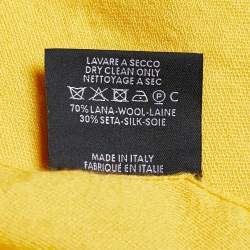 LAVARE A SECCO
DRY CLEAN ONLY
NETTOYAGE A SEC
P C
70% LANA-WOOL-LAINE
30% SETA-SILK-SOIE
MADE IN ITALY
FABRIQUÉ EN ITALIE